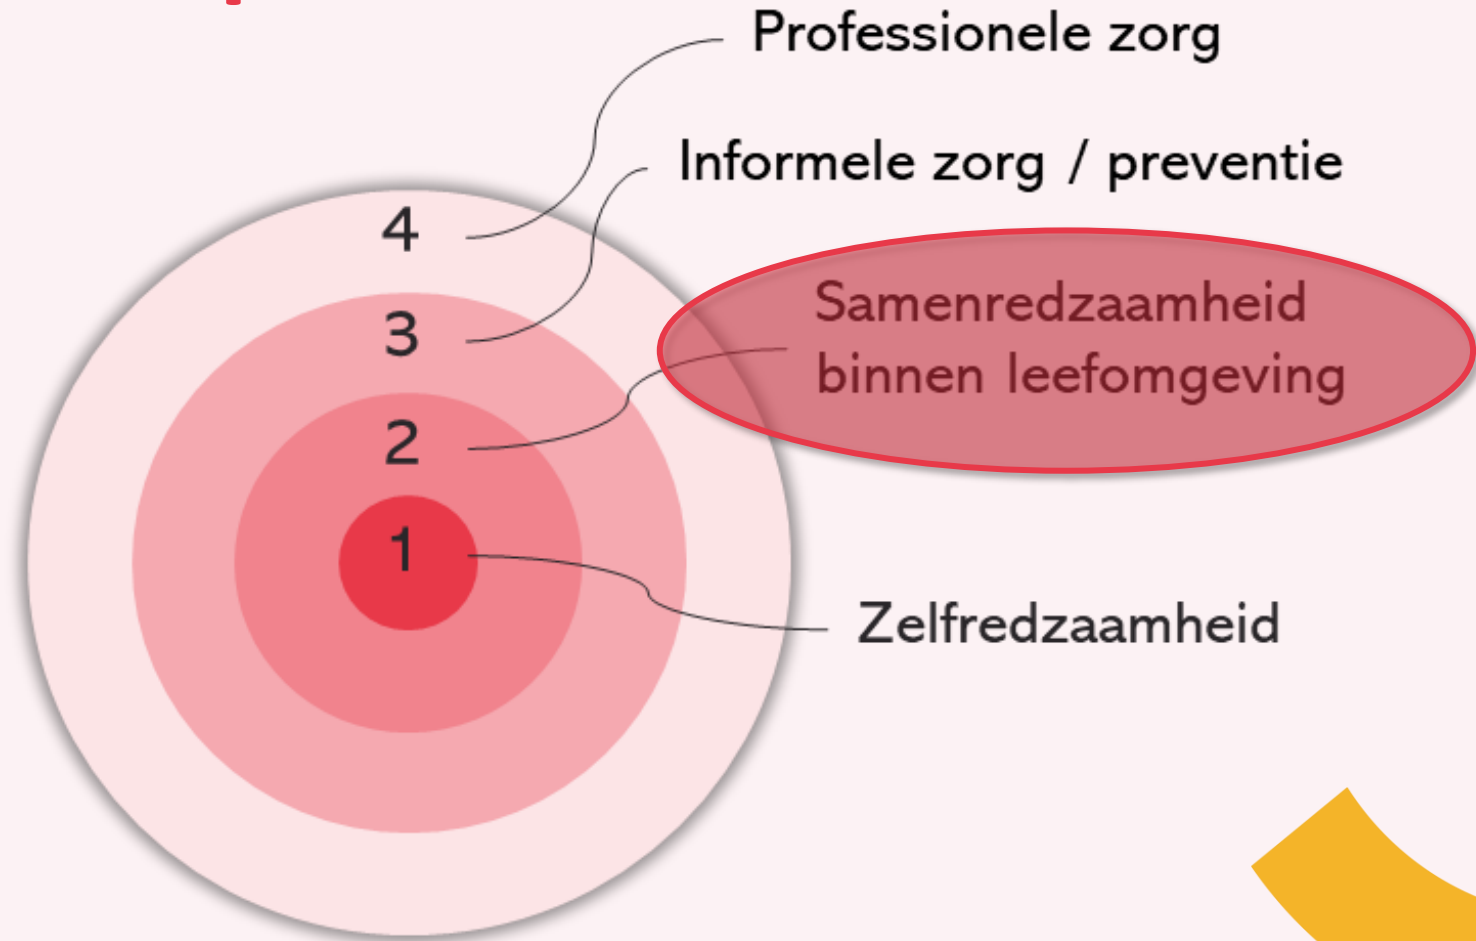 Professionele zorg
Informele zorg / preventie
4
Samenredzaamheid
binnen leefomgeving
3
2
1
Zelfredzaamheid